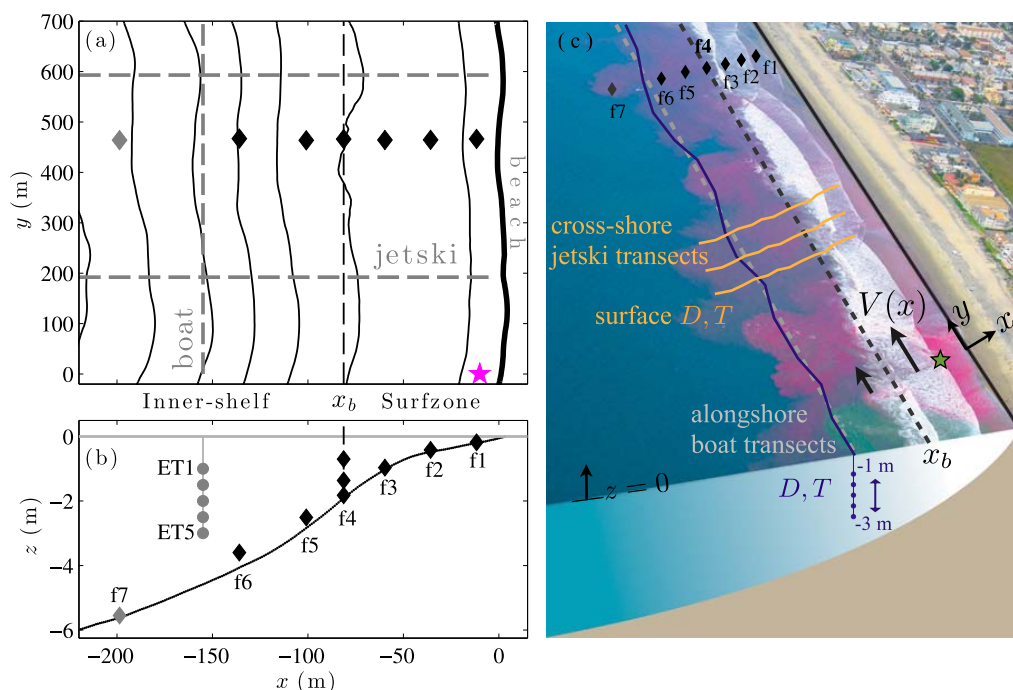 (a)
700
600
500
400
300
200
100
0
y (m)
beach
jetski
boat
Inner-shelf
x_b
Surfzone
(b)
0
−2
−4
−6
z (m)
ET1
ET5
f1
f2
f3
f4
f5
f6
f7
−200
−150
−100
−50
0
x (m)
(c)
f4
f1
f2
f3
f5
f6
f7
cross-shore
jetski transects
surface D, T
V(x)
y
x
alongshore
boat transects
x_b
z = 0
D, T
-1 m
-3 m